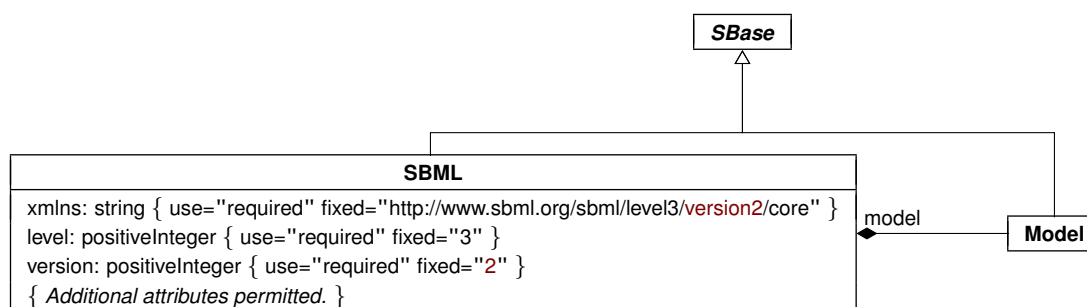 SBase
SBML
xmlns: string { use="required" fixed="http://www.sbml.org/sbml/level3/version2/core" }
level: positiveInteger { use="required" fixed="3" }
version: positiveInteger { use="required" fixed="2" }
{ Additional attributes permitted. }
model
Model